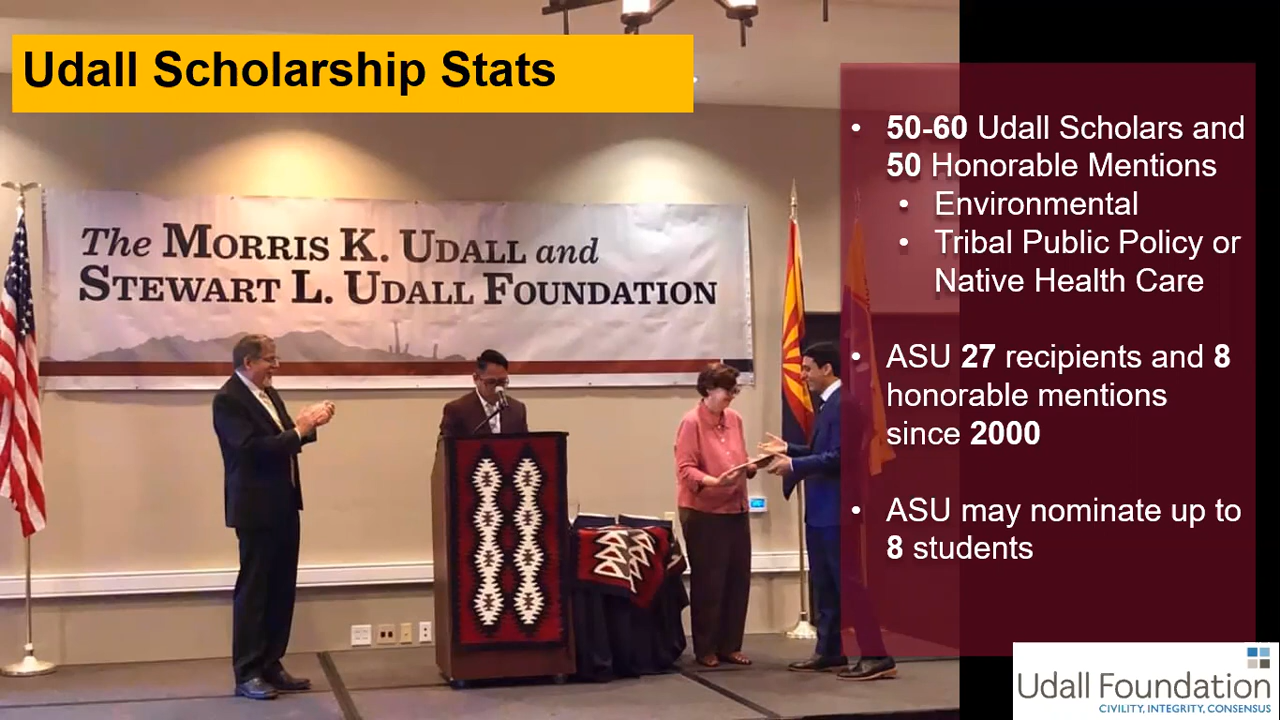 Udall Scholarship Stats
The MORRIS K. UDALL and
STEWART L. UDALL FOUNDATION
• 50-60 Udall Scholars and
50 Honorable Mentions
• Environmental
• Tribal Public Policy or
Native Health Care
• ASU 27 recipients and 8
honorable mentions
since 2000
• ASU may nominate up to
8 students
Udall Foundation
CIVILITY, INTEGRITY, CONSENSUS